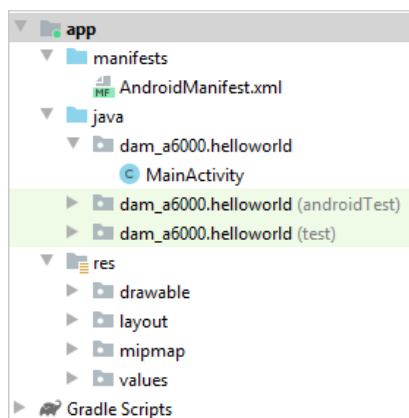 app
manifests
MF AndroidManifest.xml
java
dam_a6000.helloworld
C MainActivity
dam_a6000.helloworld (androidTest)
dam_a6000.helloworld (test)
res
drawable
layout
mipmap
values
Gradle Scripts